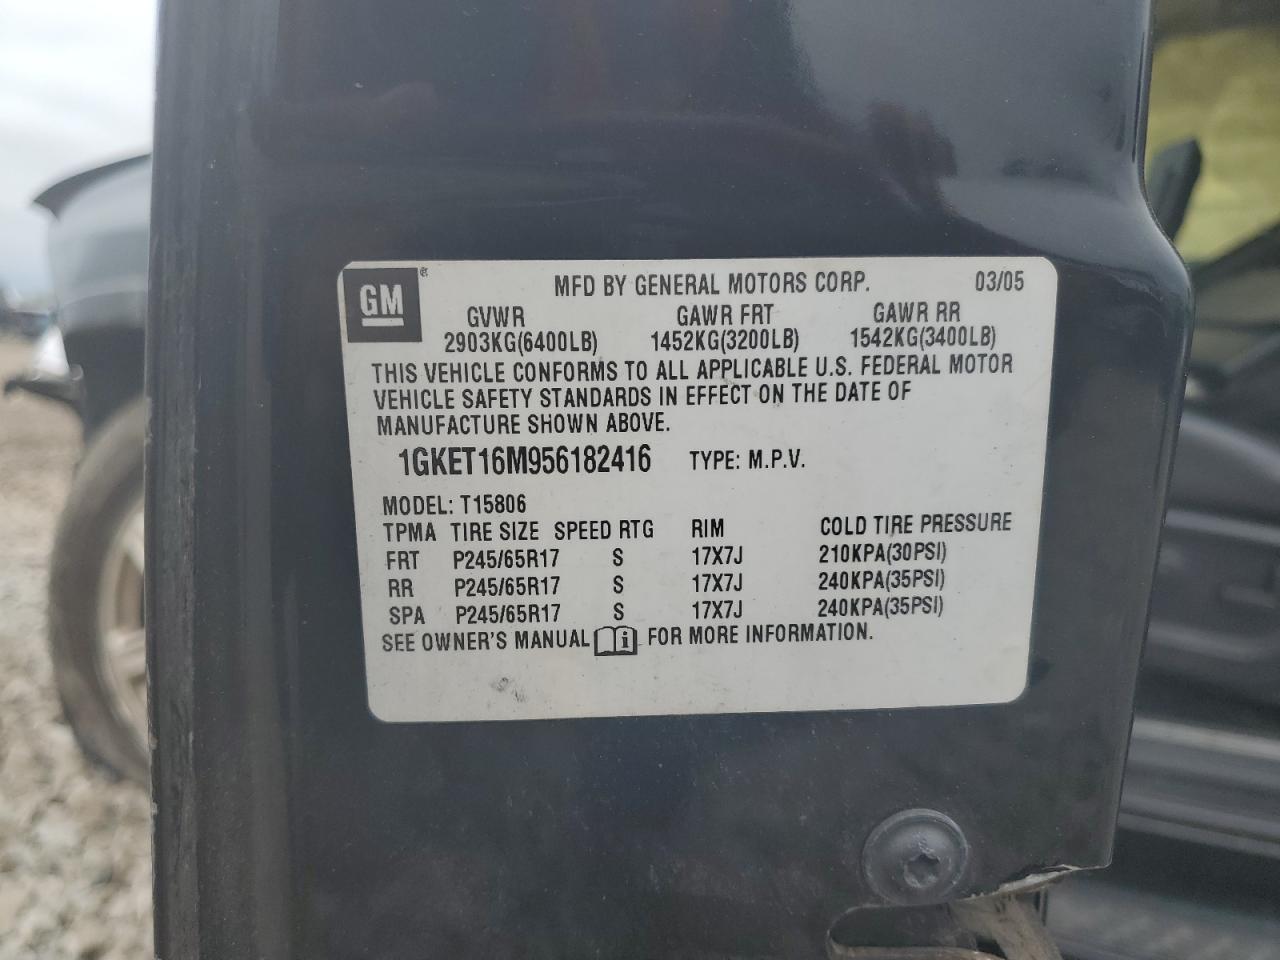 GM® MFD BY GENERAL MOTORS CORP. 03/05
GVWR GAWR FRT GAWR RR
2903KG(6400LB) 1452KG(3200LB) 1542KG(3400LB)
THIS VEHICLE CONFORMS TO ALL APPLICABLE U.S. FEDERAL MOTOR
VEHICLE SAFETY STANDARDS IN EFFECT ON THE DATE OF
MANUFACTURE SHOWN ABOVE.
1GKET16M956182416 TYPE: M.P.V.
MODEL: T15806
TPMA TIRE SIZE SPEED RTG RIM COLD TIRE PRESSURE
FRT P245/65R17 S 17X7J 210KPA(30PSI)
RR P245/65R17 S 17X7J 240KPA(35PSI)
SPA P245/65R17 S 17X7J 240KPA(35PSI)
SEE OWNER'S MANUAL i FOR MORE INFORMATION.